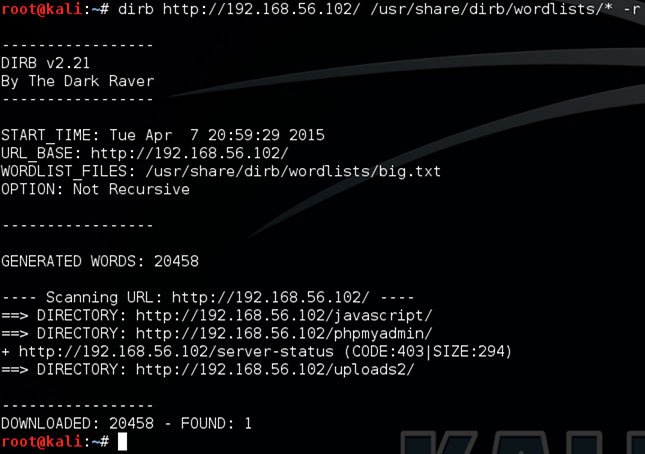 root@kali:~# dirb http://192.168.56.102/ /usr/share/dirb/wordlists/* -r
-----------------
DIRB v2.21
By The Dark Raver
-----------------
START_TIME: Tue Apr  7 20:59:29 2015
URL_BASE: http://192.168.56.102/
WORDLIST_FILES: /usr/share/dirb/wordlists/big.txt
OPTION: Not Recursive
-----------------
GENERATED WORDS: 20458
---- Scanning URL: http://192.168.56.102/ ----
==> DIRECTORY: http://192.168.56.102/javascript/
==> DIRECTORY: http://192.168.56.102/phpmyadmin/
+ http://192.168.56.102/server-status (CODE:403|SIZE:294)
==> DIRECTORY: http://192.168.56.102/uploads2/
-----------------
DOWNLOADED: 20458 - FOUND: 1
root@kali:~#